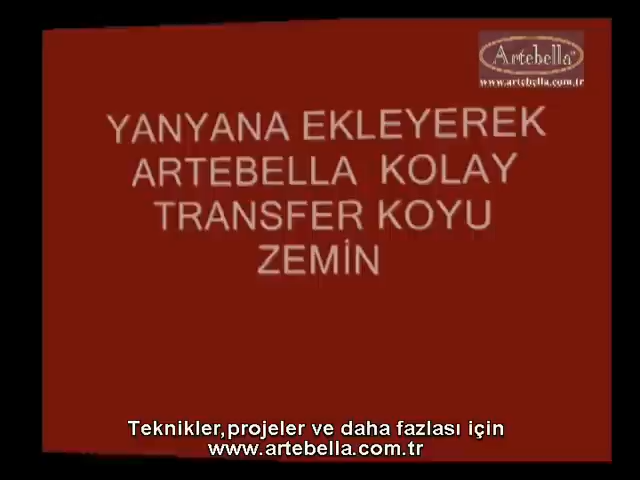 Artebella
www.artebella.com.tr
YANYANA EKLEYEREK
ARTEBELLA KOLAY
TRANSFER KOYU
ZEMİN
Teknikler,projeler ve daha fazlası için
www.artebella.com.tr